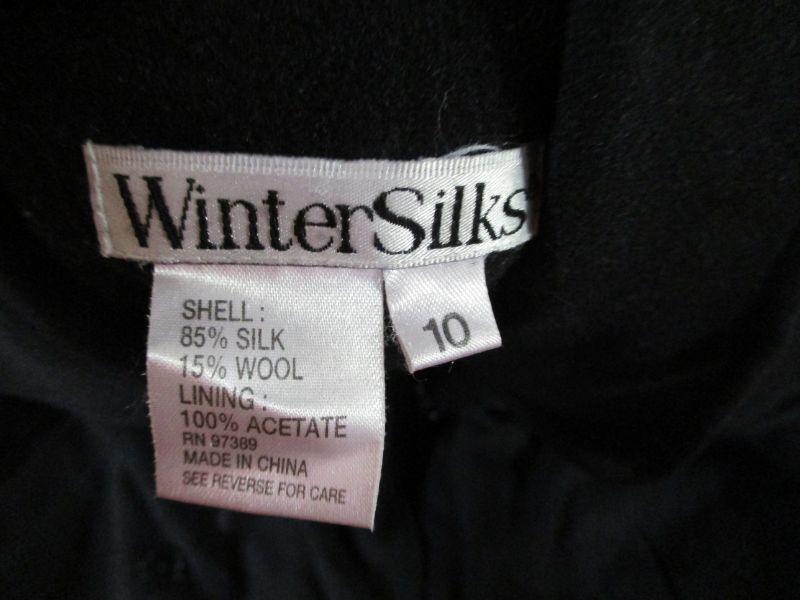 WinterSilks
10
SHELL :
85% SILK
15% WOOL
LINING :
100% ACETATE
RN 97389
MADE IN CHINA
SEE REVERSE FOR CARE